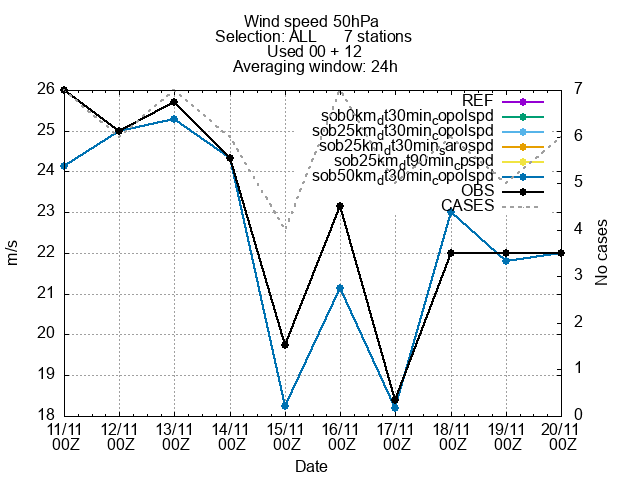 Wind speed 50hPa
Selection: ALL 7 stations
Used 00 + 12
Averaging window: 24h
REF
sob0km_dt30min_copolspd
sob25km_dt30min_copolspd
sob25km_dt30min_sarospd
sob25km_dt90min_cpspd
sob50km_dt30min_copolspd
OBS
CASES
26
25
24
23
22
21
20
19
18
m/s
7
6
5
4
3
2
1
0
No cases
11/11 12/11 13/11 14/11 15/11 16/11 17/11 18/11 19/11 20/11
00Z 00Z 00Z 00Z 00Z 00Z 00Z 00Z 00Z 00Z
Date